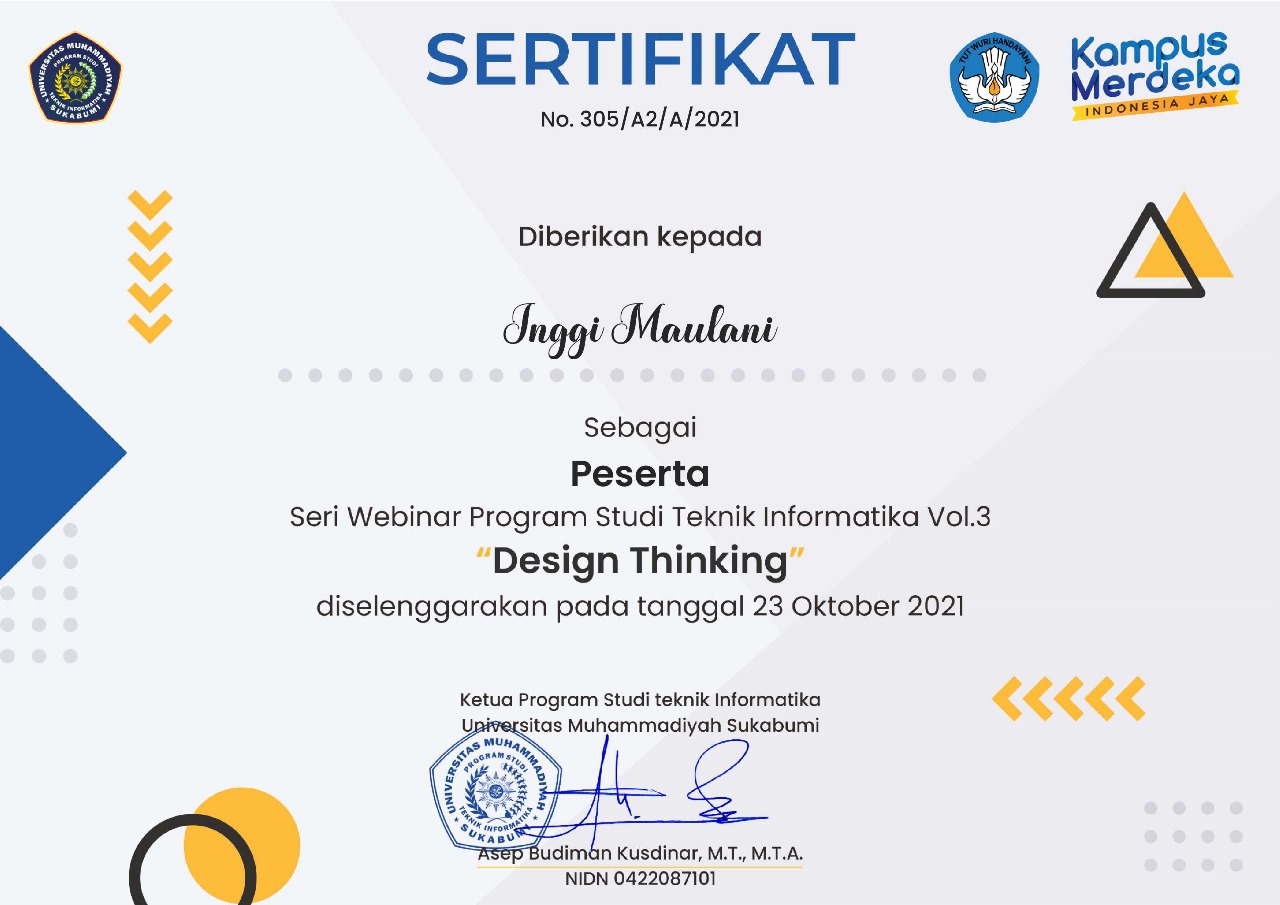 UNIVERSITAS MUHAMMADIYAH SUKABUMI
PROGRAM STUDI TEKNIK INFORMATIKA
SERTIFIKAT
No. 305/A2/A/2021
TUT WURI HANDAYANI
Kampus
Merdeka
INDONESIA JAYA
Diberikan kepada
Inggi Maulani
Sebagai
Peserta
Seri Webinar Program Studi Teknik Informatika Vol.3
“Design Thinking”
diselenggarakan pada tanggal 23 Oktober 2021
Ketua Program Studi teknik Informatika
Universitas Muhammadiyah Sukabumi
UNIVERSITAS MUHAMMADIYAH SUKABUMI
PROGRAM STUDI TEKNIK INFORMATIKA
Asep Budiman Kusdinar, M.T., M.T.A.
NIDN 0422087101